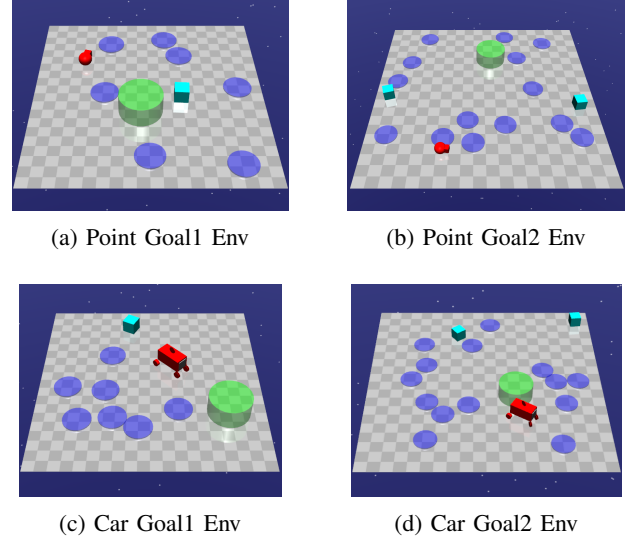 (a) Point Goal1 Env
(b) Point Goal2 Env
(c) Car Goal1 Env
(d) Car Goal2 Env